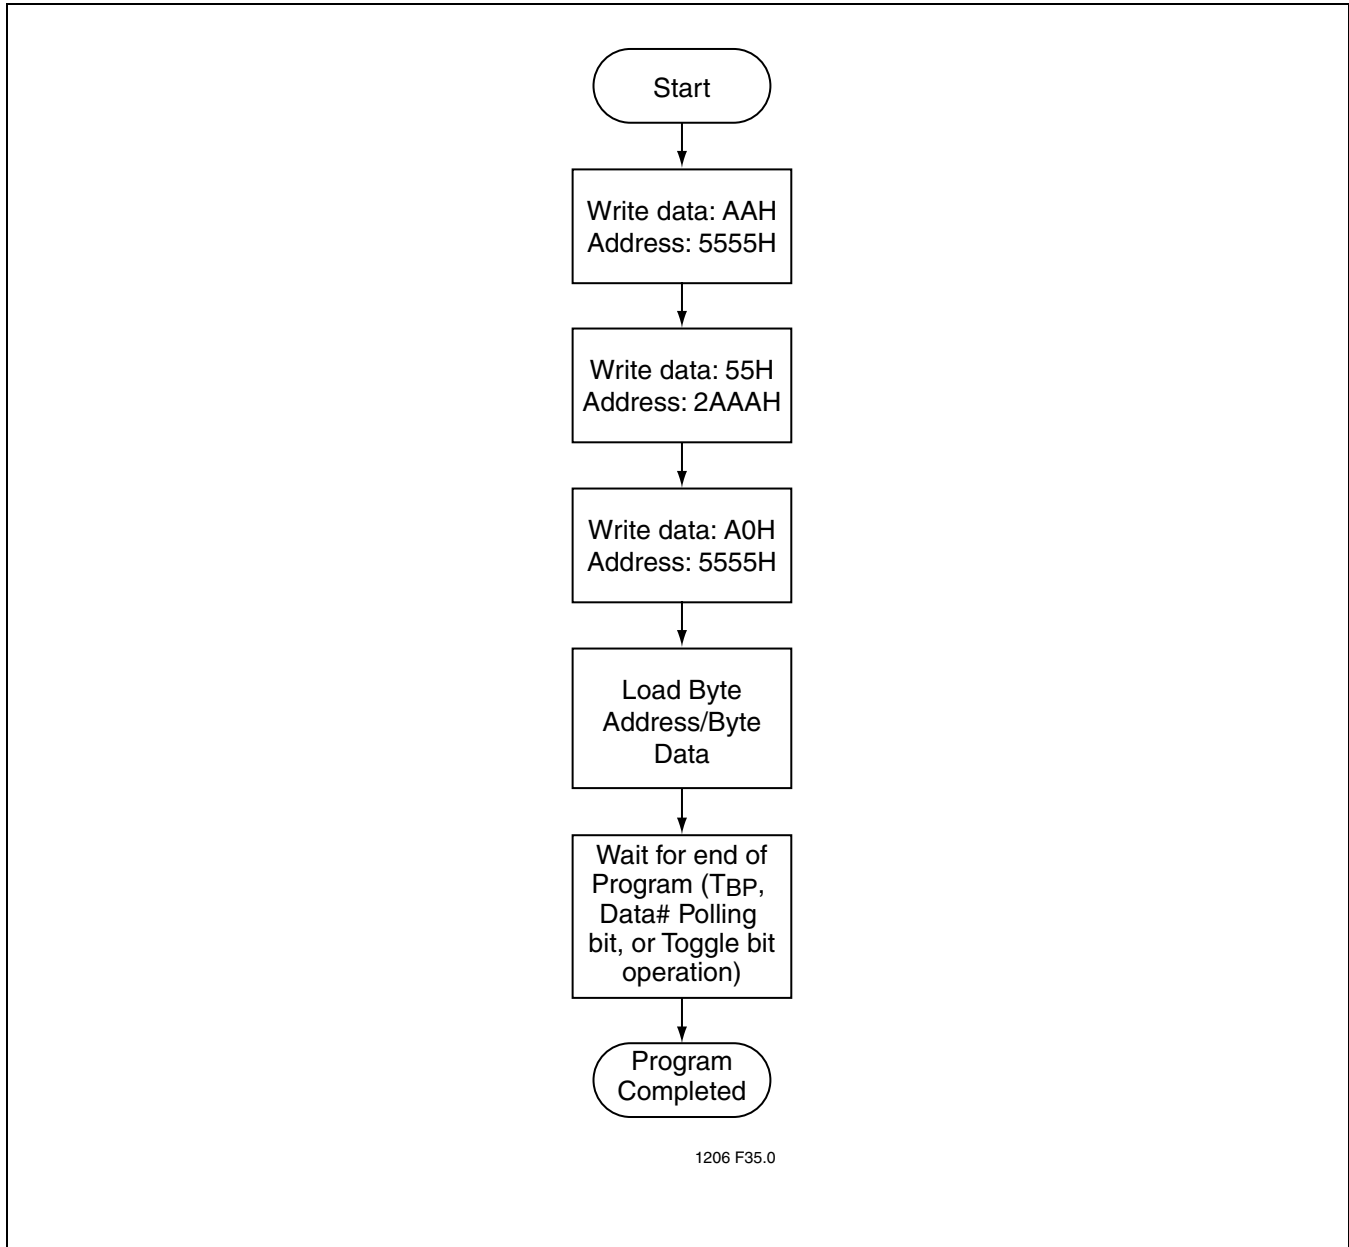 Start
Write data: AAH
Address: 5555H
Write data: 55H
Address: 2AAAH
Write data: A0H
Address: 5555H
Load Byte
Address/Byte
Data
Wait for end of
Program (TBP,
Data# Polling
bit, or Toggle bit
operation)
Program
Completed
1206 F35.0